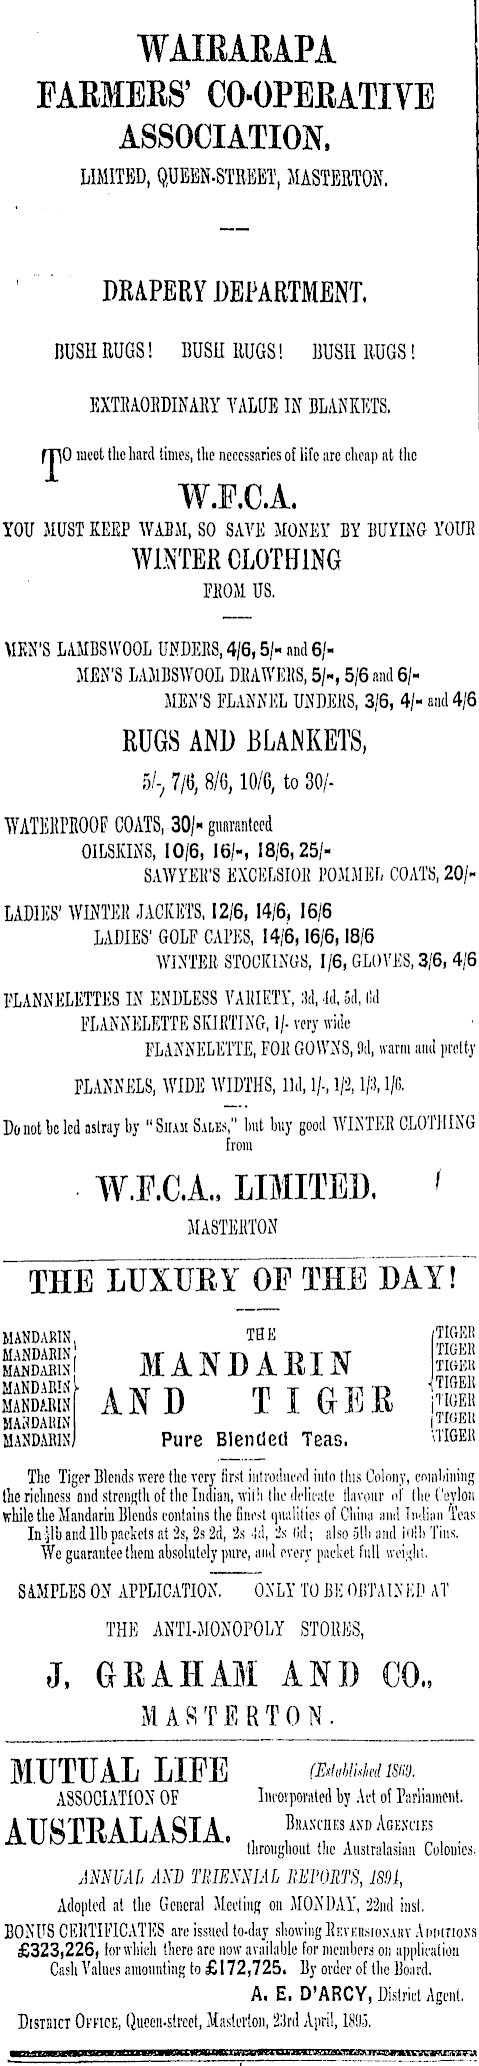 WAIRARAPA
FARMERS' CO-OPERATIVE
ASSOCIATION,
LIMITED, QUEEN-STREET, MASTERTON.
DRAPERY DEPARTMENT.
BUSH RUGS! BUSH RUGS! BUSH RUGS!
EXTRAORDINARY VALUE IN BLANKETS.
TO meet the hard times, the necessaries of life are cheap at the
W.F.C.A.
YOU MUST KEEP WARM, SO SAVE MONEY BY BUYING YOUR
WINTER CLOTHING
FROM US.
MEN'S LAMBSWOOL UNDERS, 4/6, 5/- and 6/-
MEN'S LAMBSWOOL DRAWERS, 5/-, 5/6 and 6/-
MEN'S FLANNEL UNDERS, 3/6, 4/- and 4/6
RUGS AND BLANKETS,
5/-, 7/6, 8/6, 10/6, to 30/-
WATERPROOF COATS, 30/- guaranteed
OILSKINS, 10/6, 16/-, 18/6, 25/-
SAWYER'S EXCELSIOR POMMEL COATS, 20/-
LADIES' WINTER JACKETS, 12/6, 14/6, 16/6
LADIES' GOLF CAPES, 14/6, 16/6, 18/6
WINTER STOCKINGS, 1/6, GLOVES, 3/6, 4/6
FLANNELETTES IN ENDLESS VARIETY, 3d, 4d, 5d, 6d
FLANNELETTE SKIRTING, 1/- very wide
FLANNELETTE, FOR GOWNS, 9d, warm and pretty
FLANNELS, WIDE WIDTHS, 11d, 1/-, 1/2, 1/3, 1/6.
Do not be led astray by "SHAM SALES," but buy good WINTER CLOTHING
from
W.F.C.A., LIMITED.
MASTERTON
THE LUXURY OF THE DAY!
MANDARIN THE TIGER
MANDARIN TIGER
MANDARIN MANDARIN TIGER
MANDARIN TIGER
MANDARIN AND TIGER TIGER
MANDARIN TIGER
MANDARIN Pure Blended Teas. TIGER
The Tiger Blends were the very first introduced into this Colony, combining
the richness and strength of the Indian, with the delicate flavour of the Ceylon
while the Mandarin Blends contains the finest qualities of China and Indian Teas
In ½lb and 1lb packets at 2s, 2s 2d, 2s 4d, 2s 6d; also 5lb and 10lb Tins.
We guarantee them absolutely pure, and every packet full weight.
SAMPLES ON APPLICATION. ONLY TO BE OBTAINED AT
THE ANTI-MONOPOLY STORES,
J. GRAHAM AND CO.,
MASTERTON.
MUTUAL LIFE
ASSOCIATION OF
AUSTRALASIA.
(Established 1869.
Incorporated by Act of Parliament.
BRANCHES AND AGENCIES
throughout the Australasian Colonies.
ANNUAL AND TRIENNIAL REPORTS, 1894,
Adopted at the General Meeting on MONDAY, 22nd inst.
BONUS CERTIFICATES are issued to-day showing REVERSIONARY ADDITIONS
£323,226, for which there are now available for members on application
Cash Values amounting to £172,725. By order of the Board.
A. E. D'ARCY, District Agent.
DISTRICT OFFICE, Queen-street, Masterton, 23rd April, 1895.